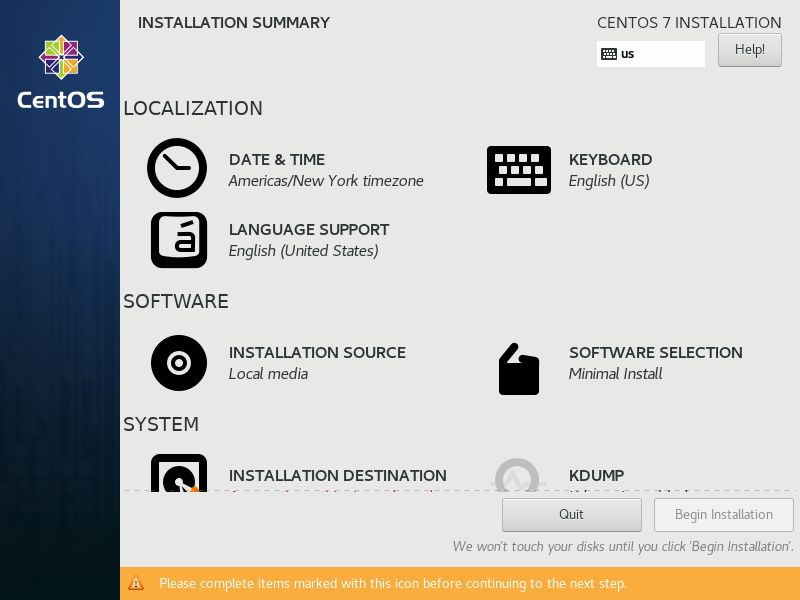 INSTALLATION SUMMARY
CENTOS 7 INSTALLATION
us
Help!
CentOS
LOCALIZATION
DATE & TIME
Americas/New York timezone
KEYBOARD
English (US)
á
LANGUAGE SUPPORT
English (United States)
SOFTWARE
INSTALLATION SOURCE
Local media
SOFTWARE SELECTION
Minimal Install
SYSTEM
INSTALLATION DESTINATION
KDUMP
Quit
Begin Installation
We won't touch your disks until you click 'Begin Installation'.
Please complete items marked with this icon before continuing to the next step.